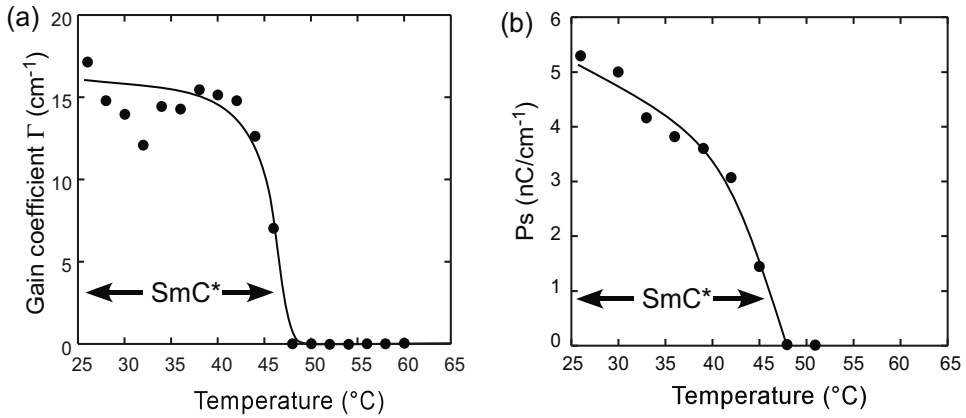 (a)
20
15
10
5
0
Gain coefficient Γ (cm⁻¹)
SmC*
25 30 35 40 45 50 55 60 65
Temperature (°C)
(b)
6
5
4
3
2
1
0
Ps (nC/cm⁻¹)
SmC*
25 30 35 40 45 50 55 60 65
Temperature (°C)